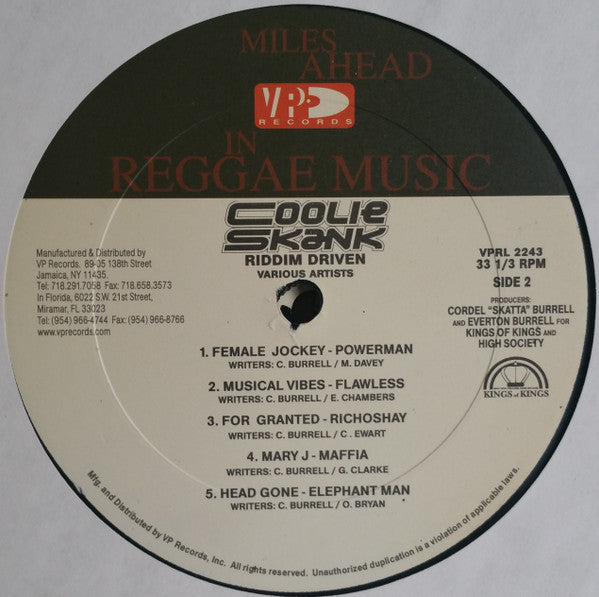 MILES
AHEAD
VP
RECORDS
IN
REGGAE MUSIC
COOLIE
SKANK
RIDDIM DRIVEN
VARIOUS ARTISTS
Manufactured & Distributed by
VP Records. 89-05 138th Street
Jamaica, NY 11435.
Tel: 718.291.7058 Fax: 718.658.3573
In Florida, 6022 S.W. 21st Street,
Miramar, FL 33023
Tel: (954) 966-4744 Fax: (954) 966-8766
www.vprecords.com
VPRL 2243
33 1/3 RPM
SIDE 2
PRODUCERS:
CORDEL "SKATTA" BURRELL
AND EVERTON BURRELL FOR
KINGS OF KINGS AND
HIGH SOCIETY
KINGS of KINGS
1. FEMALE JOCKEY - POWERMAN
WRITERS: C. BURRELL / M. DAVEY
2. MUSICAL VIBES - FLAWLESS
WRITERS: C. BURRELL / E. CHAMBERS
3. FOR GRANTED - RICHOSHAY
WRITERS: C. BURRELL / C . EWART
4. MARY J - MAFFIA
WRITERS: C. BURRELL / G. CLARKE
5. HEAD GONE - ELEPHANT MAN
WRITERS: C. BURRELL / O. BRYAN
Mfg. and Distributed by VP Records, Inc. All rights reserved. Unauthorized duplication is a violation of applicable laws.